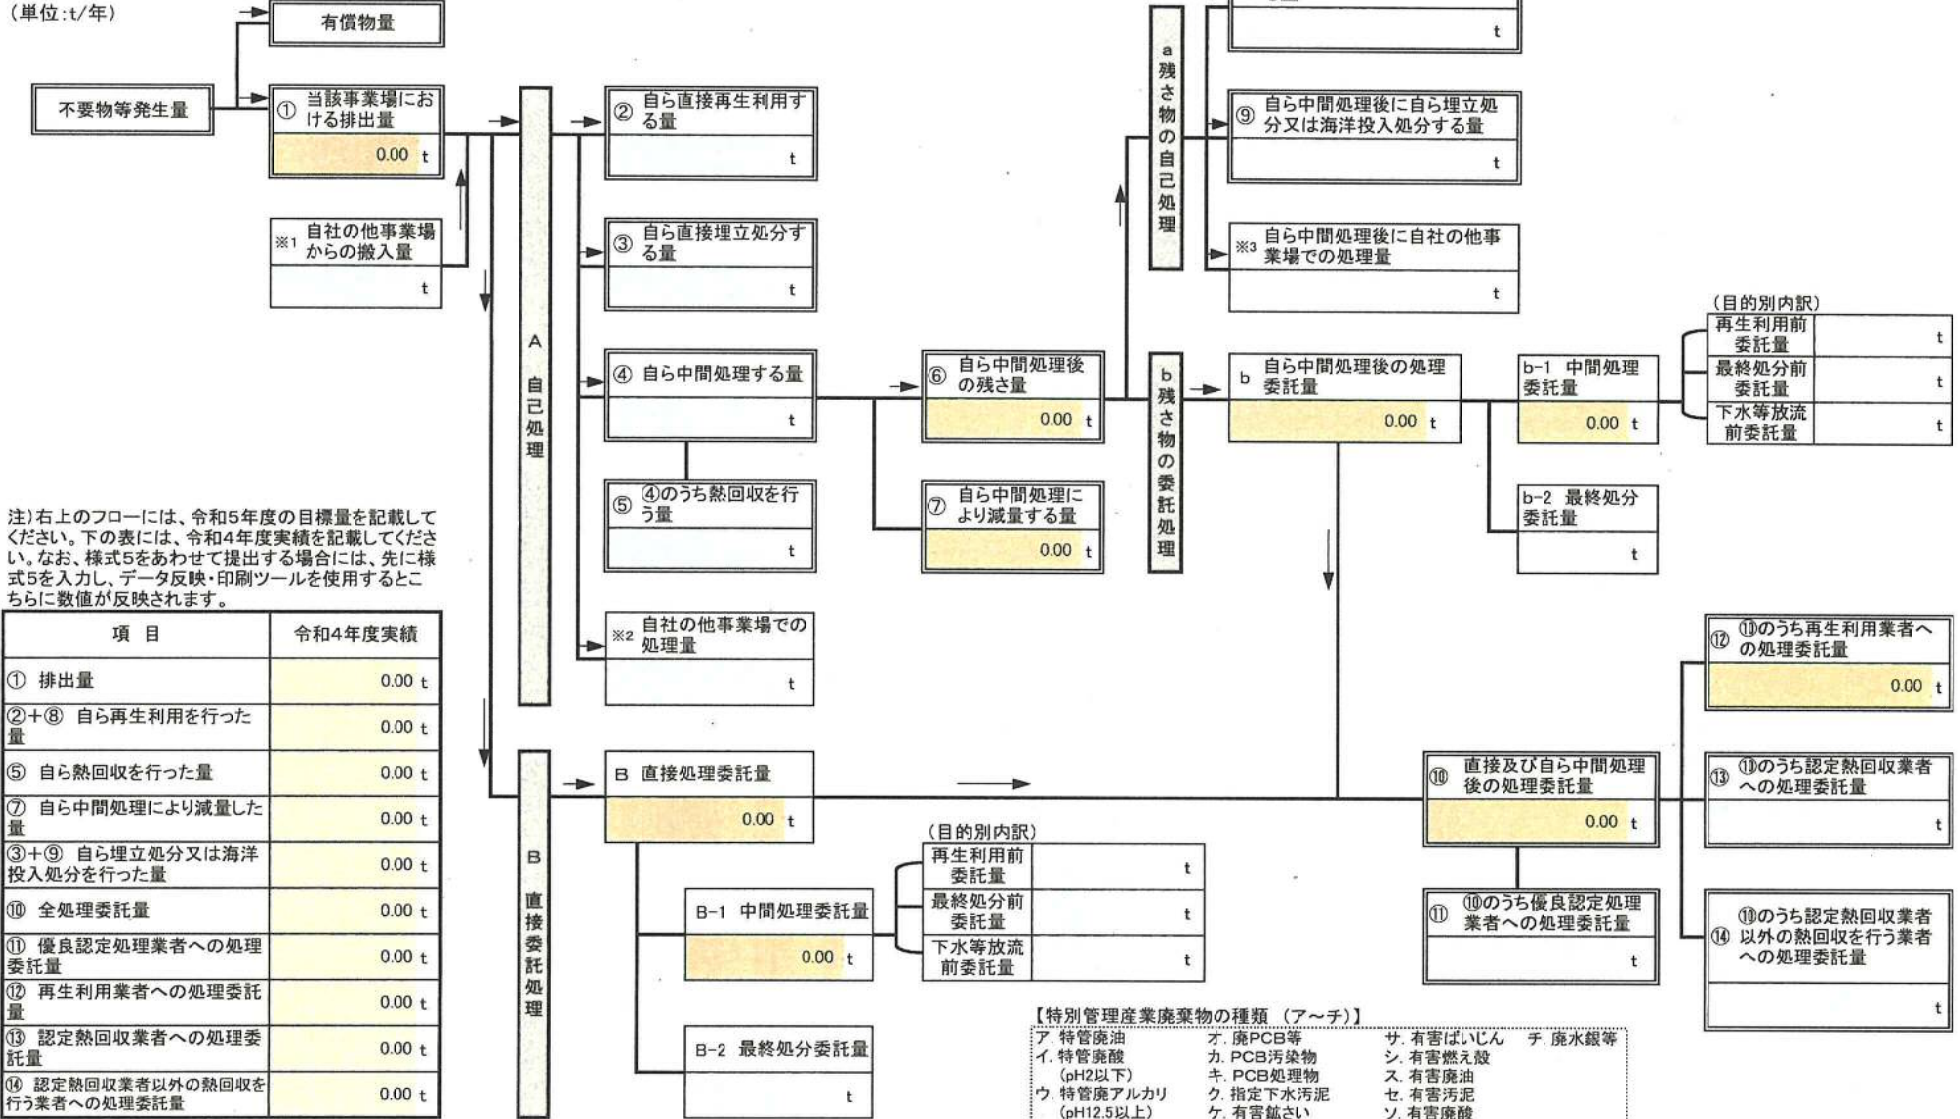 (単位:t/年)
有償物量
不要物等発生量
① 当該事業場にお
ける排出量
0.00 t
※1 自社の他事業場
からの搬入量
t
A 自己処理
② 自ら直接再生利用す
る量
t
③ 自ら直接埋立処分す
る量
t
④ 自ら中間処理する量
t
⑤ ④のうち熱回収を行
う量
t
※2 自社の他事業場での
処理量
t
⑥ 自ら中間処理後
の残さ量
0.00 t
⑦ 自ら中間処理に
より減量する量
0.00 t
a 残さ物の自己処理
t
⑨ 自ら中間処理後に自ら埋立処
分又は海洋投入処分する量
t
※3 自ら中間処理後に自社の他事
業場での処理量
t
b 残さ物の委託処理
b 自ら中間処理後の処理
委託量
0.00 t
b-1 中間処理
委託量
0.00 t
b-2 最終処分
委託量
t
(目的別内訳)
再生利用前
委託量
t
最終処分前
委託量
t
下水等放流
前委託量
t
注)右上のフローには、令和5年度の目標量を記載して
ください。下の表には、令和4年度実績を記載してくださ
い。なお、様式5をあわせて提出する場合には、先に様
式5を入力し、データ反映・印刷ツールを使用するとこ
ちらに数値が反映されます。
項 目 令和4年度実績
① 排出量 0.00 t
②+⑧ 自ら再生利用を行った
量 0.00 t
⑤ 自ら熱回収を行った量 0.00 t
⑦ 自ら中間処理により減量した
量 0.00 t
③+⑨ 自ら埋立処分又は海洋
投入処分を行った量 0.00 t
⑩ 全処理委託量 0.00 t
⑪ 優良認定処理業者への処理
委託量 0.00 t
⑫ 再生利用業者への処理委託
量 0.00 t
⑬ 認定熱回収業者への処理委
託量 0.00 t
⑭ 認定熱回収業者以外の熱回収を
行う業者への処理委託量 0.00 t
B 直接委託処理
B 直接処理委託量
0.00 t
B-1 中間処理委託量
0.00 t
B-2 最終処分委託量
t
(目的別内訳)
再生利用前
委託量
t
最終処分前
委託量
t
下水等放流
前委託量
t
⑩ 直接及び自ら中間処理
後の処理委託量
0.00 t
⑪ ⑩のうち優良認定処理
業者への処理委託量
t
⑫ ⑩のうち再生利用業者へ
の処理委託量
0.00 t
⑬ ⑩のうち認定熱回収業者
への処理委託量
t
⑭ ⑩のうち認定熱回収業者
以外の熱回収を行う業者
への処理委託量
t
【特別管理産業廃棄物の種類 (ア~チ)】
ア. 特管廃油 オ. 廃PCB等 サ. 有害ばいじん チ. 廃水銀等
イ. 特管廃酸 カ. PCB汚染物 シ. 有害燃え殻
(pH2以下) キ. PCB処理物 ス. 有害廃油
ウ. 特管廃アルカリ ク. 指定下水汚泥 セ. 有害汚泥
(pH12.5以上) ケ. 有害鉱さい ソ. 有害廃酸